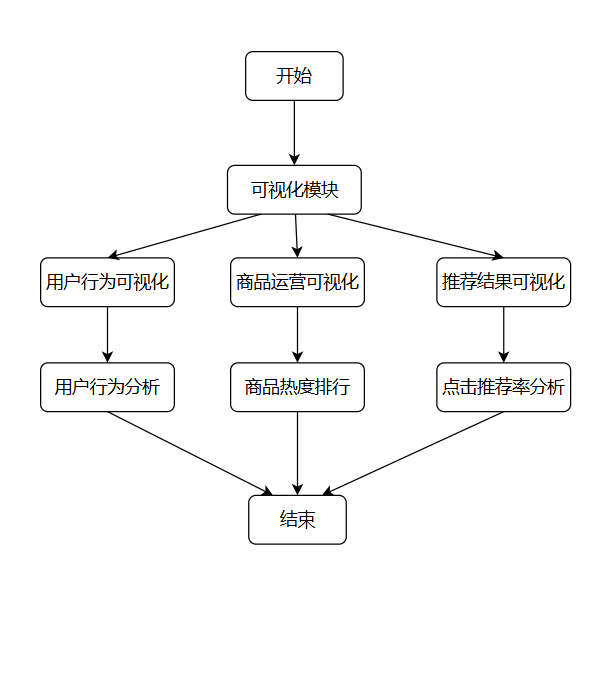 开始
可视化模块
用户行为可视化
商品运营可视化
推荐结果可视化
用户行为分析
商品热度排行
点击推荐率分析
结束